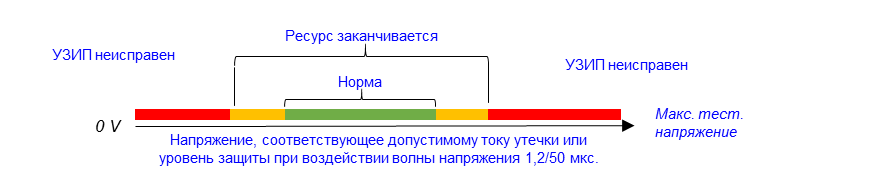 Ресурс заканчивается
УЗИП неисправен
УЗИП неисправен
Норма
0 V
Макс. тест.
напряжение
Напряжение, соответствующее допустимому току утечки или
уровень защиты при воздействии волны напряжения 1,2/50 мкс.